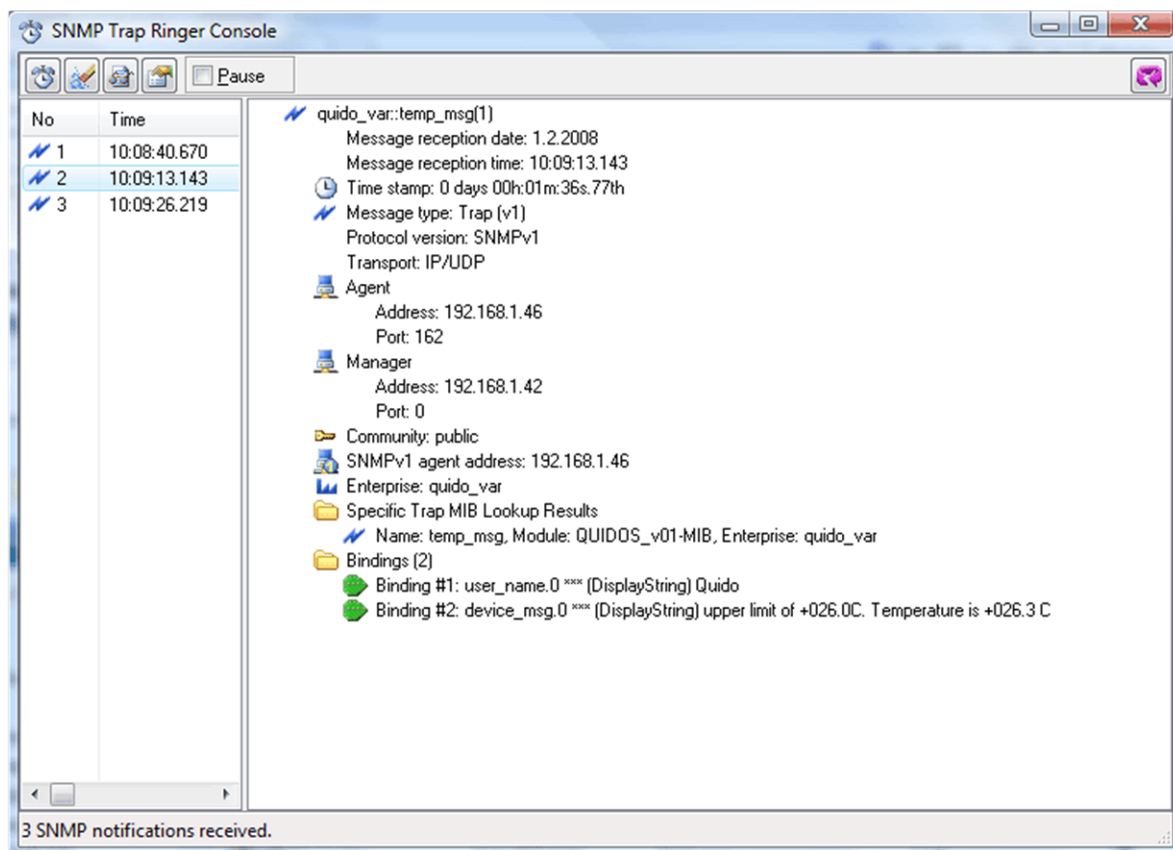 SNMP Trap Ringer Console
Pause
No Time
1 10:08:40.670
2 10:09:13.143
3 10:09:26.219
quido_var::temp_msg(1)
Message reception date: 1.2.2008
Message reception time: 10:09:13.143
Time stamp: 0 days 00h:01m:36s.77th
Message type: Trap (v1)
Protocol version: SNMPv1
Transport: IP/UDP
Agent
Address: 192.168.1.46
Port: 162
Manager
Address: 192.168.1.42
Port: 0
Community: public
SNMPv1 agent address: 192.168.1.46
Enterprise: quido_var
Specific Trap MIB Lookup Results
Name: temp_msg, Module: QUIDOS_v01-MIB, Enterprise: quido_var
Bindings (2)
Binding #1: user_name.0 *** (DisplayString) Quido
Binding #2: device_msg.0 *** (DisplayString) upper limit of +026.0C. Temperature is +026.3 C
3 SNMP notifications received.